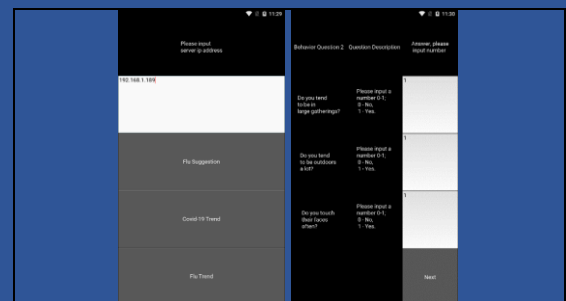 11:29
Please input
server ip address
192.168.1.189
Flu Suggestion
Covid-19 Trend
Flu Trend
11:30
Behavior Question 2 Question Description Answer, please
input number
Do you tend
to be in
large gatherings?
Please input a
number 0-1;
0 - No,
1 - Yes.
1
Do you tend
to be outdoors
a lot?
Please input a
number 0-1;
0 - No,
1 - Yes.
1
Do you touch
their faces
often?
Please input a
number 0-1;
0 - No,
1 - Yes.
1
Next